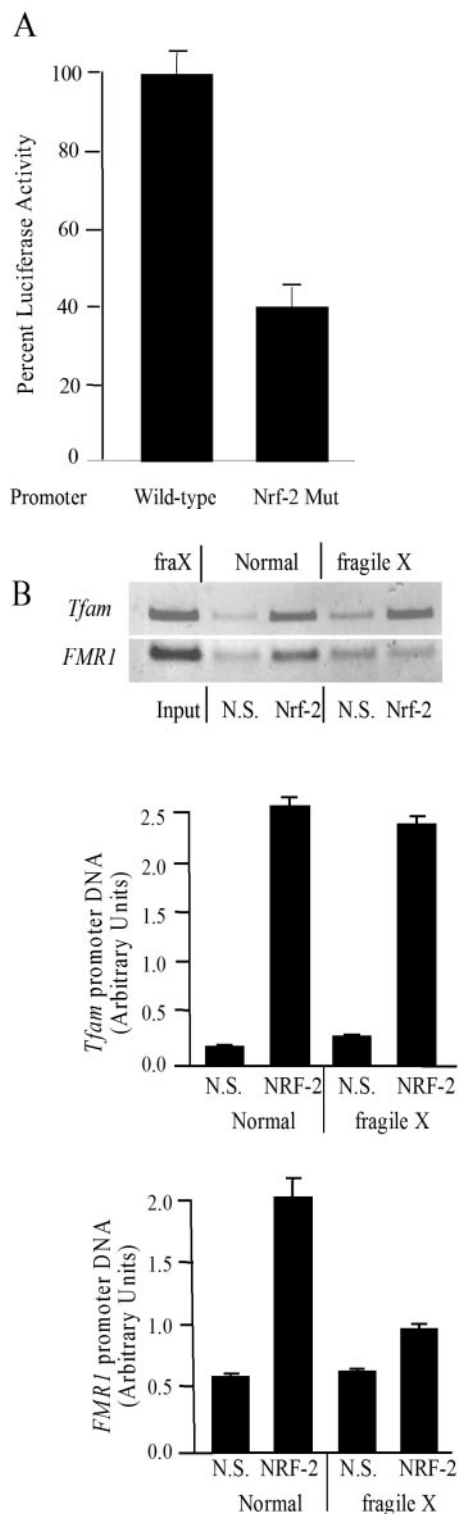 A
Percent Luciferase Activity
100
80
60
40
20
0
Promoter Wild-type Nrf-2 Mut
B
fraX Normal fragile X
Tfam
FMR1
Input N.S. Nrf-2 N.S. Nrf-2
Tfam promoter DNA
(Arbitrary Units)
2.5
2.0
1.5
1.0
0.5
0.0
N.S. NRF-2 N.S. NRF-2
Normal fragile X
FMR1 promoter DNA
(Arbitrary Units)
2.0
1.5
1.0
0.5
0.0
N.S. NRF-2 N.S. NRF-2
Normal fragile X